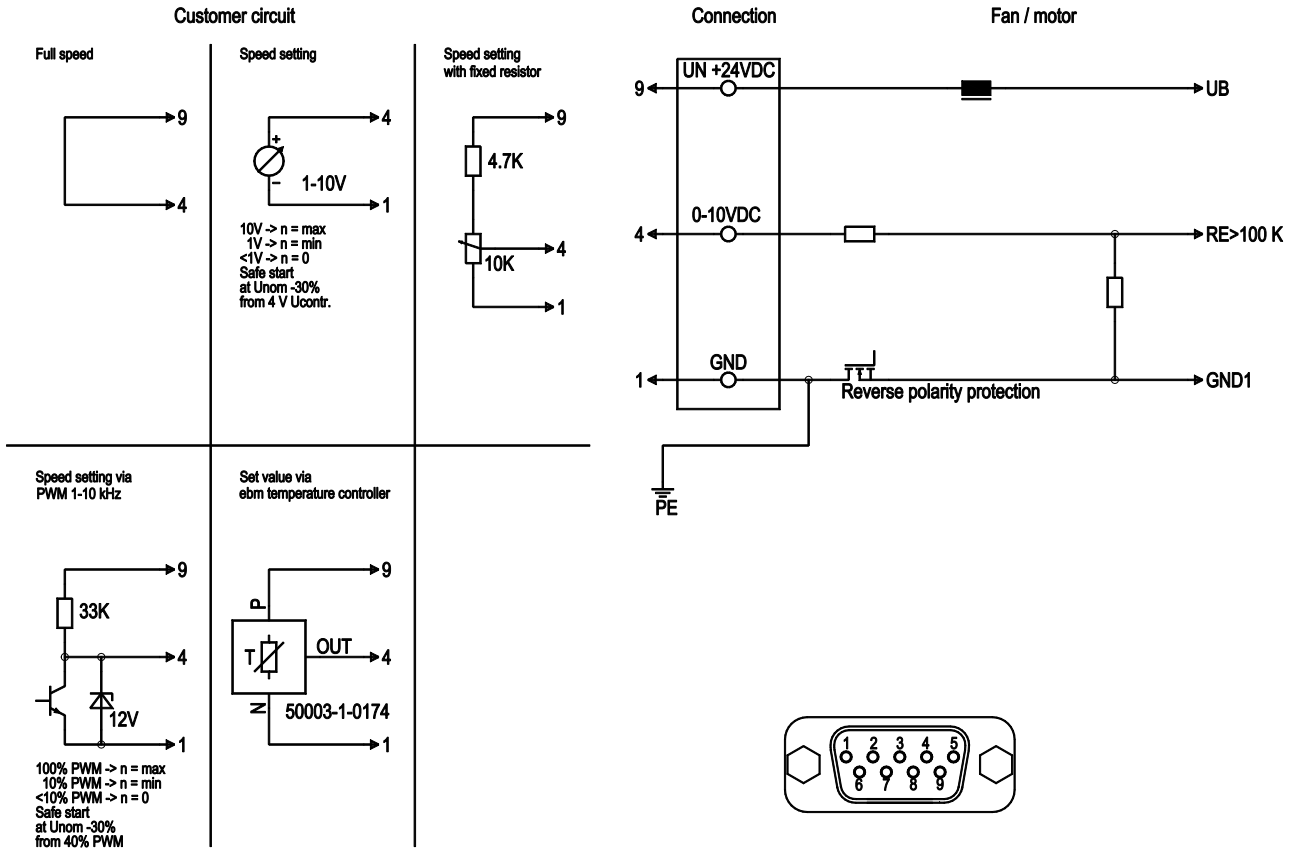 Customer circuit
Connection
Fan / motor
Full speed
9
4
Speed setting
4
+
−
1-10V
1
10V -> n = max
1V -> n = min
<1V -> n = 0
Safe start
at Unom -30%
from 4 V Ucontr.
Speed setting
with fixed resistor
9
4.7K
4
10K
1
UN +24VDC
9
UB
0-10VDC
4
RE>100 K
GND
1
GND1
Reverse polarity protection
PE
Speed setting via
PWM 1-10 kHz
9
33K
4
12V
1
100% PWM -> n = max
10% PWM -> n = min
<10% PWM -> n = 0
Safe start
at Unom -30%
from 40% PWM
Set value via
ebm temperature controller
9
P
T
OUT
4
N
50003-1-0174
1
1 2 3 4 5
6 7 8 9